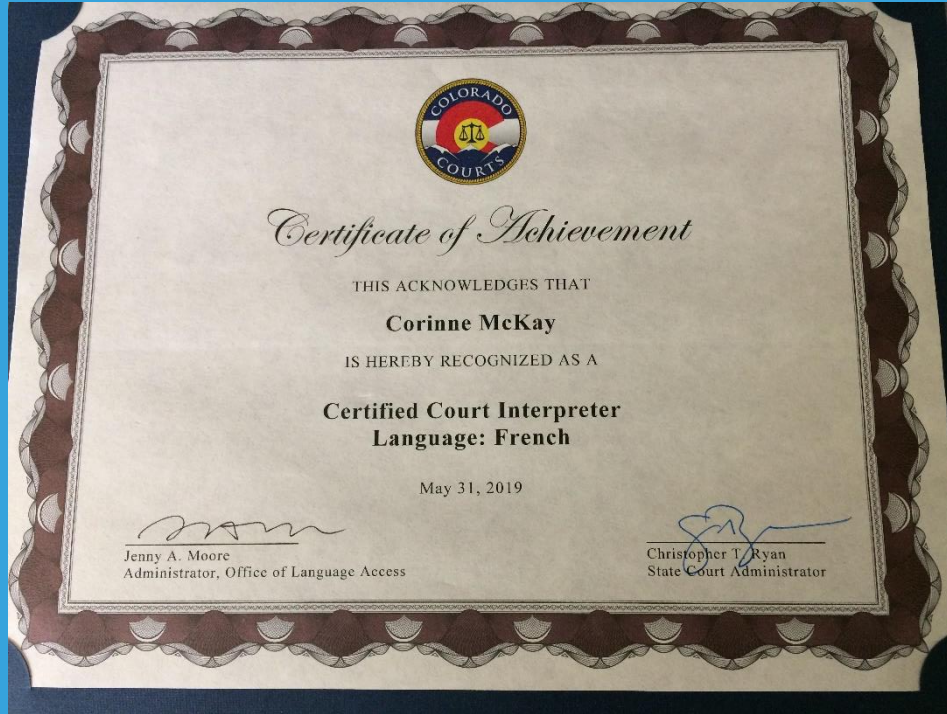 COLORADO
COURTS
Certificate of Achievement
THIS ACKNOWLEDGES THAT
Corinne McKay
IS HEREBY RECOGNIZED AS A
Certified Court Interpreter
Language: French
May 31, 2019
Jenny A. Moore
Administrator, Office of Language Access
Christopher T. Ryan
State Court Administrator